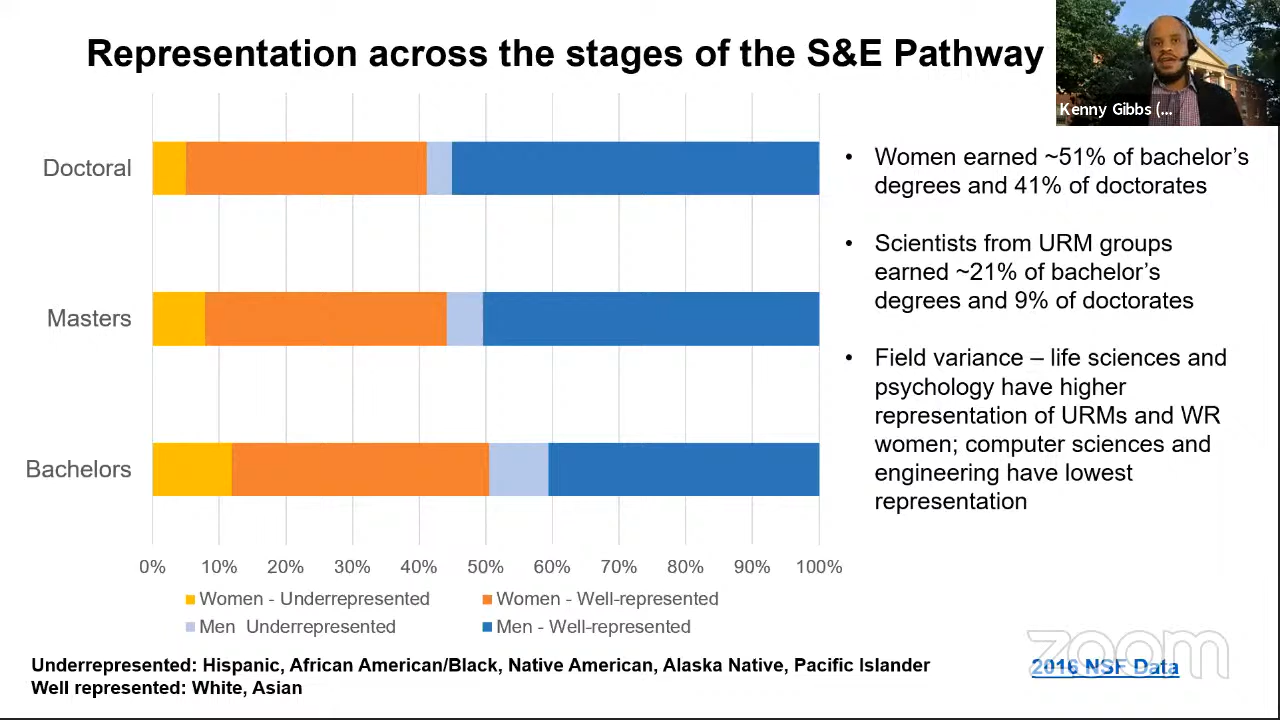 Representation across the stages of the S&E Pathway
Kenny Gibbs (...
Doctoral
Masters
Bachelors
0% 10% 20% 30% 40% 50% 60% 70% 80% 90% 100%
Women - Underrepresented
Women - Well-represented
Men Underrepresented
Men - Well-represented
• Women earned ~51% of bachelor’s
degrees and 41% of doctorates
• Scientists from URM groups
earned ~21% of bachelor’s
degrees and 9% of doctorates
• Field variance – life sciences and
psychology have higher
representation of URMs and WR
women; computer sciences and
engineering have lowest
representation
Underrepresented: Hispanic, African American/Black, Native American, Alaska Native, Pacific Islander
Well represented: White, Asian
2016 NSF Data
zoom